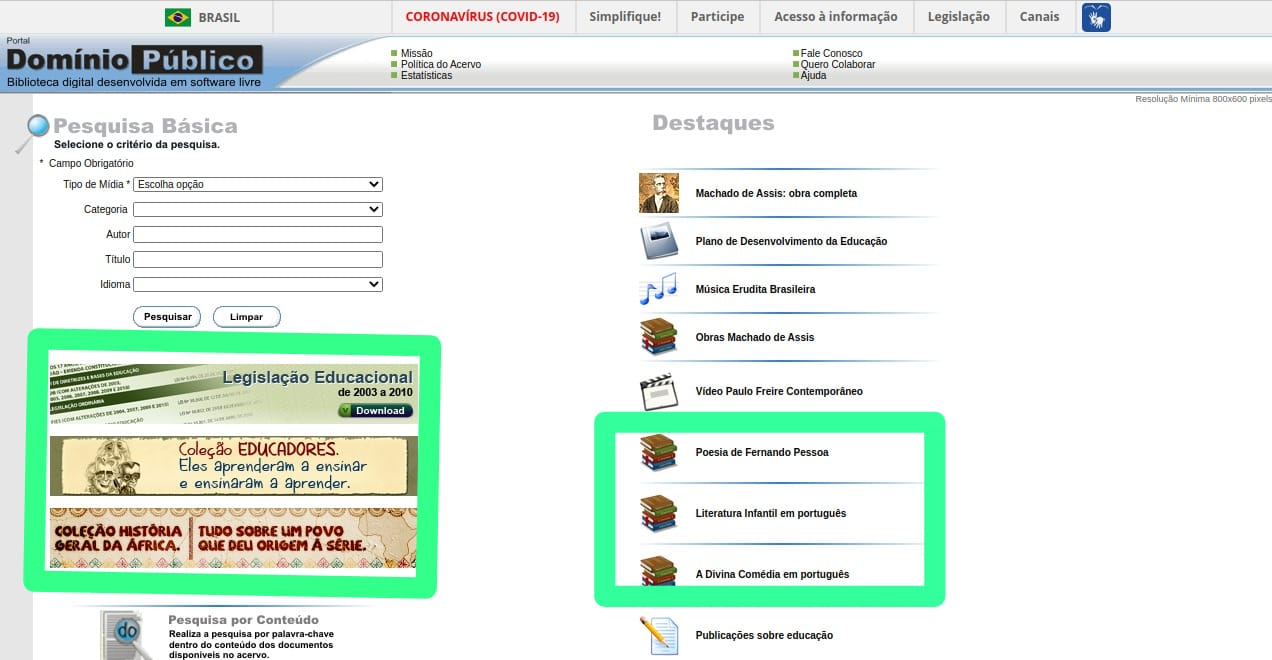 BRASIL
CORONAVÍRUS (COVID-19)
Simplifique!
Participe
Acesso à informação
Legislação
Canais
Portal
Domínio Público
Biblioteca digital desenvolvida em software livre
Missão
Política do Acervo
Estatísticas
Fale Conosco
Quero Colaborar
Ajuda
Resolução Mínima 800x600 pixels
Pesquisa Básica
Selecione o critério da pesquisa.
* Campo Obrigatório
Tipo de Mídia * Escolha opção
Categoria
Autor
Título
Idioma
Pesquisar
Limpar
Legislação Educacional
de 2003 a 2010
Download
Coleção EDUCADORES.
Eles aprenderam a ensinar
e ensinaram a aprender.
COLEÇÃO HISTÓRIA
GERAL DA ÁFRICA.
TUDO SOBRE UM POVO
QUE DEU ORIGEM À SÉRIE.
do
Pesquisa por Conteúdo
Realiza a pesquisa por palavra-chave
dentro do conteúdo dos documentos
disponíveis no acervo.
Destaques
Machado de Assis: obra completa
Plano de Desenvolvimento da Educação
Música Erudita Brasileira
Obras Machado de Assis
Vídeo Paulo Freire Contemporâneo
Poesia de Fernando Pessoa
Literatura Infantil em português
A Divina Comédia em português
Publicações sobre educação